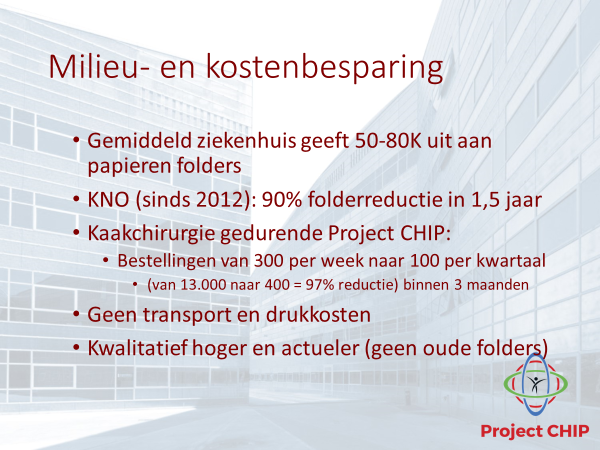 Milieu- en kostenbesparing
• Gemiddeld ziekenhuis geeft 50-80K uit aan
papieren folders
• KNO (sinds 2012): 90% folderreductie in 1,5 jaar
• Kaakchirurgie gedurende Project CHIP:
• Bestellingen van 300 per week naar 100 per kwartaal
• (van 13.000 naar 400 = 97% reductie) binnen 3 maanden
• Geen transport en drukkosten
• Kwalitatief hoger en actueler (geen oude folders)
Project CHIP